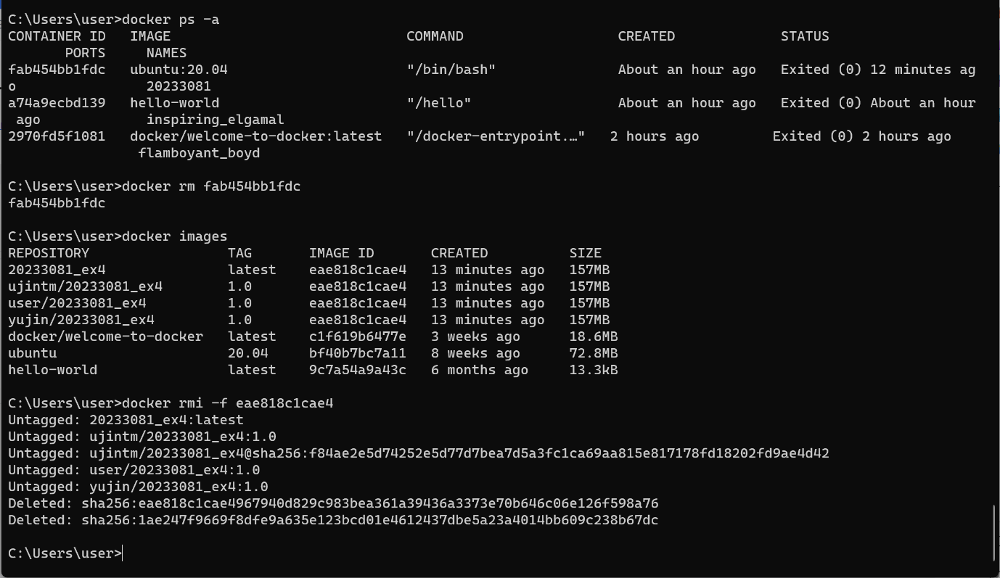 C:\Users\user>docker ps -a
CONTAINER ID   IMAGE                             COMMAND                   CREATED             STATUS
       PORTS     NAMES
fab454bb1fdc   ubuntu:20.04                      "/bin/bash"               About an hour ago   Exited (0) 12 minutes ag
o                20233081
a74a9ecbd139   hello-world                       "/hello"                  About an hour ago   Exited (0) About an hour
 ago             inspiring_elgamal
2970fd5f1081   docker/welcome-to-docker:latest   "/docker-entrypoint.…"   2 hours ago         Exited (0) 2 hours ago
                flamboyant_boyd
C:\Users\user>docker rm fab454bb1fdc
fab454bb1fdc
C:\Users\user>docker images
REPOSITORY                 TAG       IMAGE ID       CREATED          SIZE
20233081_ex4               latest    eae818c1cae4   13 minutes ago   157MB
ujintm/20233081_ex4        1.0       eae818c1cae4   13 minutes ago   157MB
user/20233081_ex4          1.0       eae818c1cae4   13 minutes ago   157MB
yujin/20233081_ex4         1.0       eae818c1cae4   13 minutes ago   157MB
docker/welcome-to-docker   latest    c1f619b6477e   3 weeks ago      18.6MB
ubuntu                     20.04     bf40b7bc7a11   8 weeks ago      72.8MB
hello-world                latest    9c7a54a9a43c   6 months ago     13.3kB
C:\Users\user>docker rmi -f eae818c1cae4
Untagged: 20233081_ex4:latest
Untagged: ujintm/20233081_ex4:1.0
Untagged: ujintm/20233081_ex4@sha256:f84ae2e5d74252e5d77d7bea7d5a3fc1ca69aa815e817178fd18202fd9ae4d42
Untagged: user/20233081_ex4:1.0
Untagged: yujin/20233081_ex4:1.0
Deleted: sha256:eae818c1cae4967940d829c983bea361a39436a3373e70b646c06e126f598a76
Deleted: sha256:1ae247f9669f8dfe9a635e123bcd01e4612437dbe5a23a4014bb609c238b67dc
C:\Users\user>